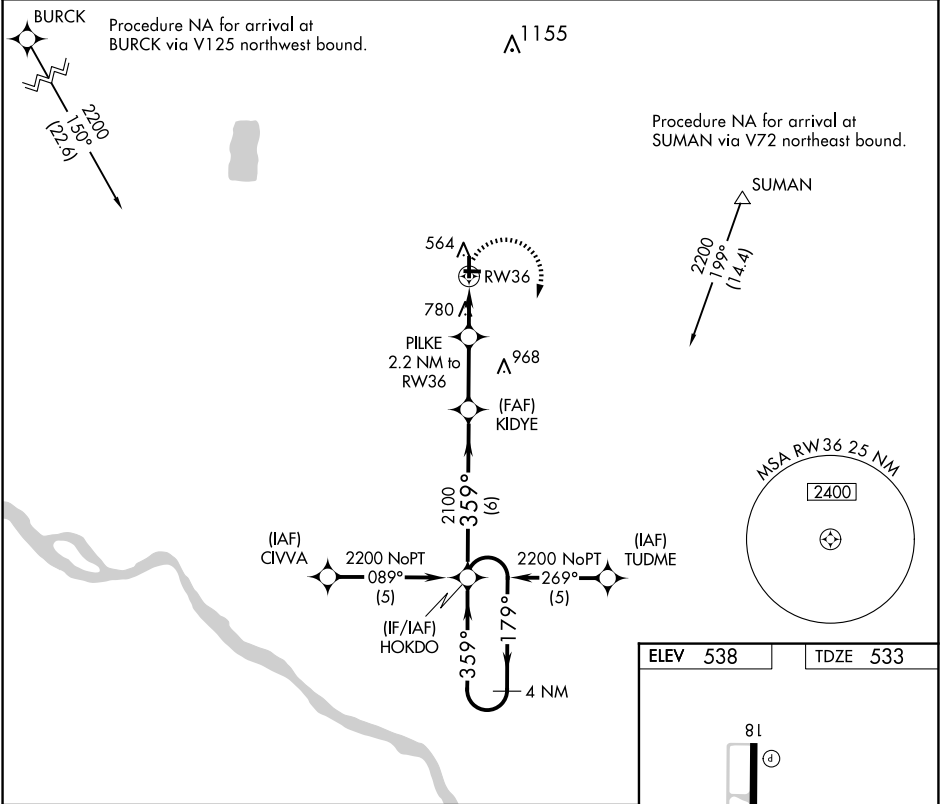 BURCK
Procedure NA for arrival at
BURCK via V125 northwest bound.
1155
2200
150°
(22.6)
Procedure NA for arrival at
SUMAN via V72 northeast bound.
SUMAN
2200
199°
(14.4)
564
RW36
780
PILKE
2.2 NM to
RW36
968
(FAF)
KIDYE
2100
359°
(6)
MSA RW36 25 NM
2400
(IAF)
CIVVA
2200 NoPT
089°
(5)
2200 NoPT
269°
(5)
(IAF)
TUDME
(IF/IAF)
HOKDO
359°
179°
4 NM
ELEV 538
TDZE 533
18
P